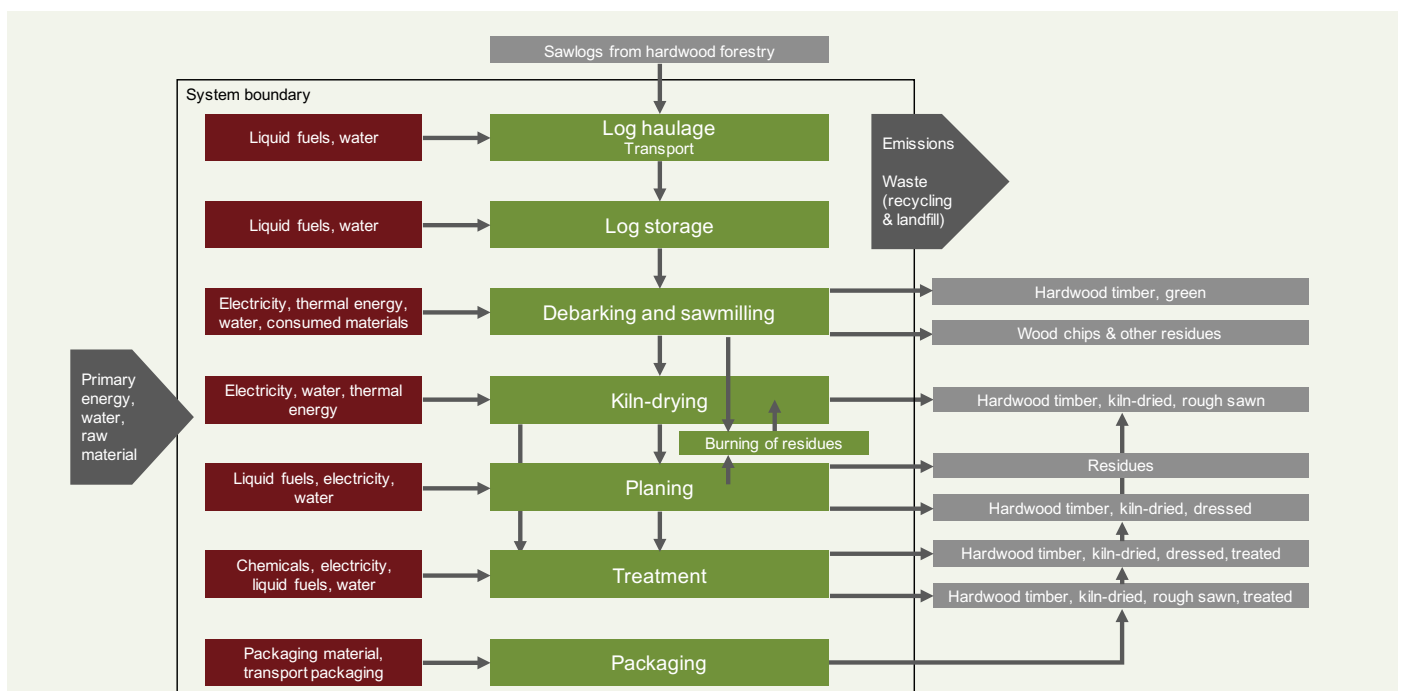 Sawlogs from hardwood forestry
System boundary
Liquid fuels, water
Log haulage
Transport
Emissions
Waste
(recycling
& landfill)
Liquid fuels, water
Log storage
Electricity, thermal energy,
water, consumed materials
Debarking and sawmilling
Hardwood timber, green
Wood chips & other residues
Primary
energy,
water,
raw
material
Electricity, water, thermal
energy
Kiln-drying
Hardwood timber, kiln-dried, rough sawn
Burning of residues
Liquid fuels, electricity,
water
Planing
Residues
Hardwood timber, kiln-dried, dressed
Chemicals, electricity,
liquid fuels, water
Treatment
Hardwood timber, kiln-dried, dressed, treated
Hardwood timber, kiln-dried, rough sawn, treated
Packaging material,
transport packaging
Packaging